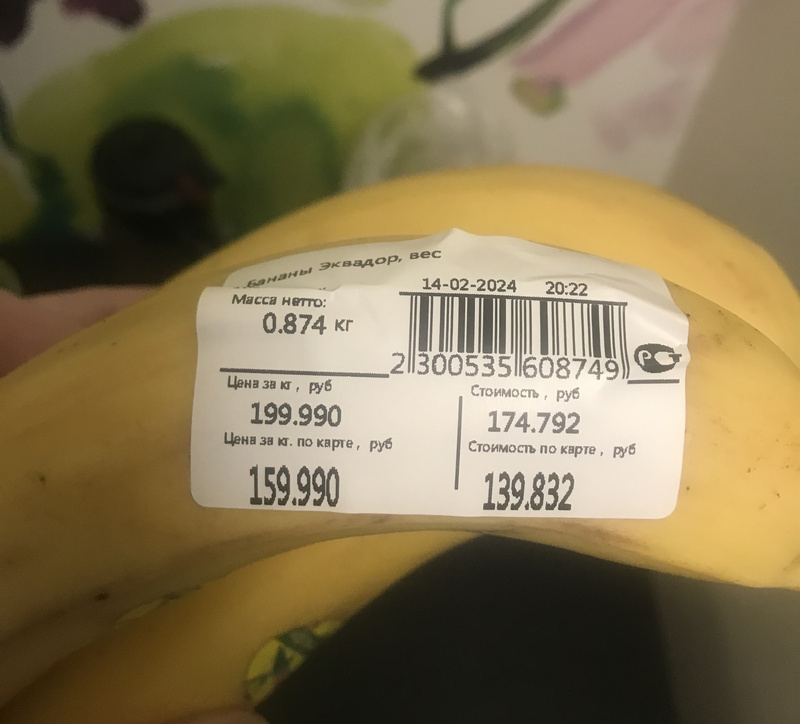 Бананы Эквадор, вес
14-02-2024 20:22
Масса нетто:
0.874 кг
2 300535 608749
РСТ
Цена за кг, руб
199.990
Стоимость, руб
174.792
Цена за кг. по карте, руб
159.990
Стоимость по карте, руб
139.832